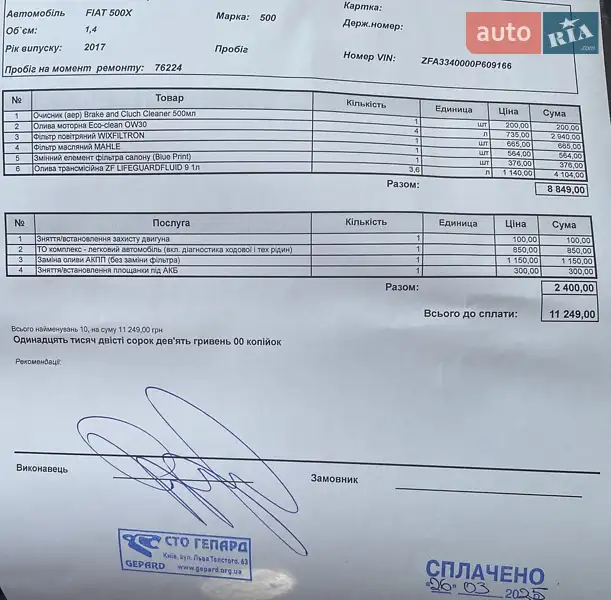 Автомобіль FIAT 500X Марка: 500 Картка:
Об'єм: 1,4 Держ.номер:
Рік випуску: 2017 Пробіг Номер VIN: ZFA3340000P609166
Пробіг на момент ремонту: 76224
auto RIA .com
№ Товар Кількість Единица Ціна Сума
1 Очисник (аер) Brake and Cluch Cleaner 500мл 1 шт 200,00 200,00
2 Олива моторна Eco-clean OW30 4 л 735,00 2 940,00
3 Фільтр повітряний WIXFILTRON 1 шт 665,00 665,00
4 Фільтр масляний MAHLE 1 шт 564,00 564,00
5 Змінний елемент фільтра салону (Blue Print) 1 шт 376,00 376,00
6 Олива трансмісійна ZF LIFEGUARDFLUID 9 1л 3,6 л 1 140,00 4 104,00
Разом: 8 849,00
№ Послуга Кількість Единица Ціна Сума
1 Зняття/встановлення захисту двигуна 1 100,00 100,00
2 ТО комплекс - легковий автомобіль (вкл. діагностика ходової і тех рідин) 1 850,00 850,00
3 Заміна оливи АКПП (без заміни фільтра) 1 1 150,00 1 150,00
4 Зняття/встановлення площанки під АКБ 1 300,00 300,00
Разом: 2 400,00
Всього до сплати: 11 249,00
Всього найменувань 10, на суму 11 249,00 грн
Одинадцять тисяч двісті сорок дев'ять гривень 00 копійок
Рекомендації:
Виконавець Замовник
СТО ГЕПАРД
Київ, вул. Льва Толстого, 63
GEPARD www.gepard.org.ua
СПЛАЧЕНО
"26" 03 2025